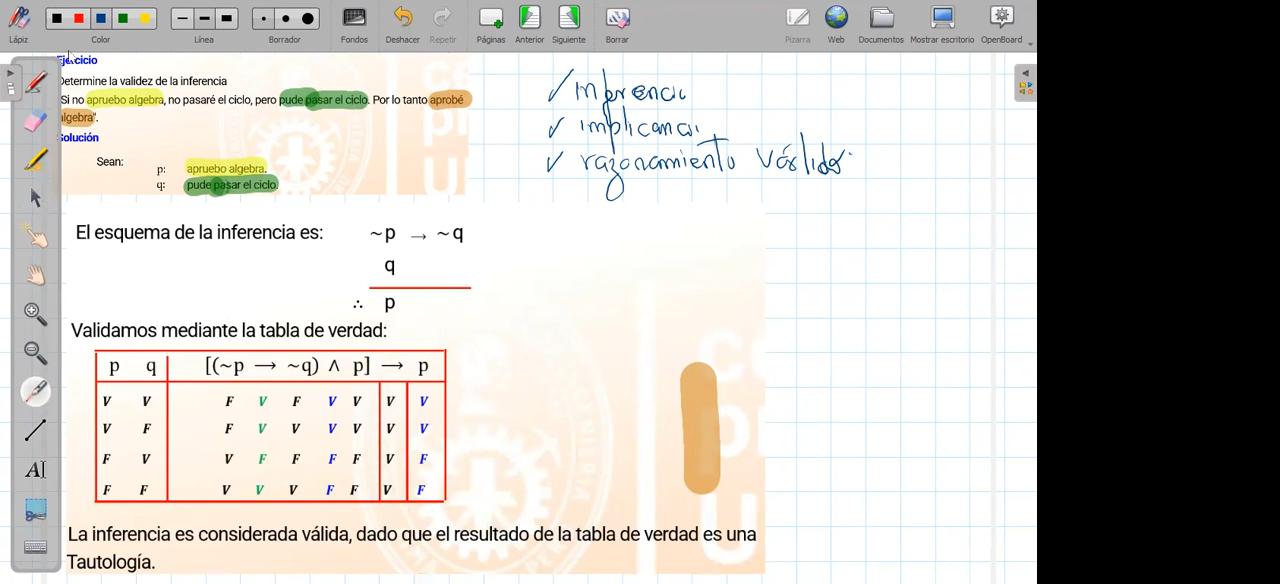 Lápiz Color Línea Borrador Fondos Deshacer Repetir Páginas Anterior Siguiente Borrar Pizarra Web Documentos Mostrar escritorio OpenBoard
Ejercicio
Determine la validez de la inferencia
"Si no apruebo algebra, no pasaré el ciclo, pero pude pasar el ciclo. Por lo tanto aprobé
algebra".
Solución
Sean:
p: apruebo algebra.
q: pude pasar el ciclo.
✓ inferencia
✓ implicancia
✓ razonamiento válido
El esquema de la inferencia es: ~p → ~q
q
∴ p
Validamos mediante la tabla de verdad:
p q [(~p → ~q) ∧ p] → p
V V F V F V V V V
V F F V V V V V V
F V V F F F F V F
F F V V V F F V F
La inferencia es considerada válida, dado que el resultado de la tabla de verdad es una
Tautología.